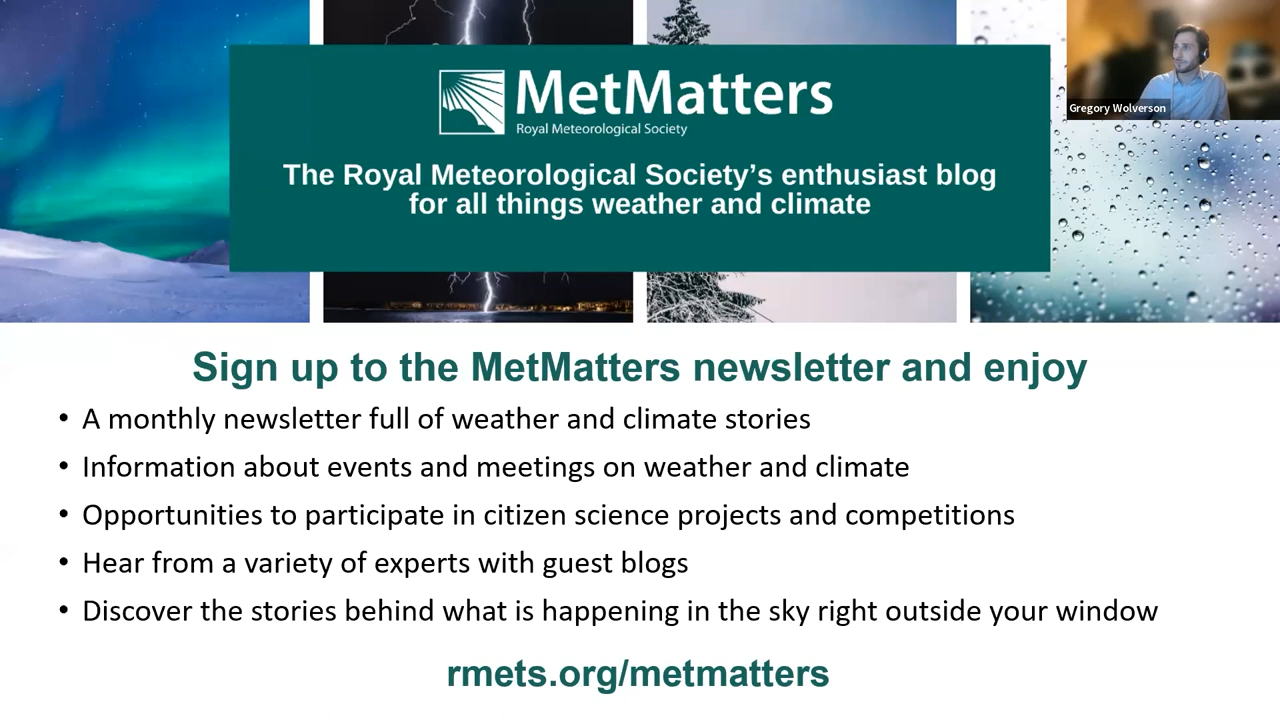 MetMatters
Royal Meteorological Society
Gregory Wolverson
The Royal Meteorological Society's enthusiast blog
for all things weather and climate
Sign up to the MetMatters newsletter and enjoy
• A monthly newsletter full of weather and climate stories
• Information about events and meetings on weather and climate
• Opportunities to participate in citizen science projects and competitions
• Hear from a variety of experts with guest blogs
• Discover the stories behind what is happening in the sky right outside your window
rmets.org/metmatters